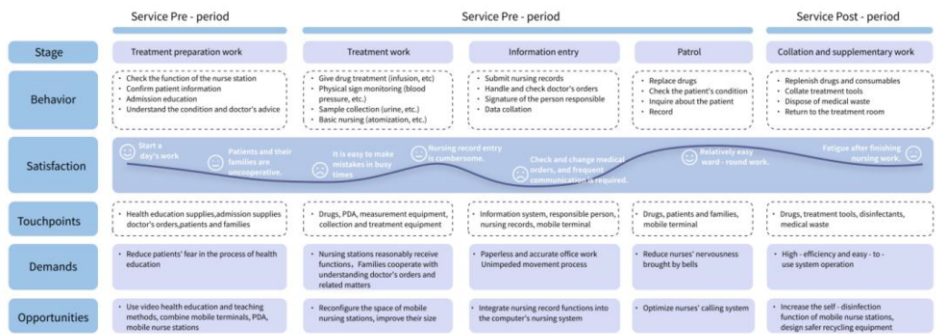 Service Pre - period
Service Pre - period
Service Post - period
Stage
Treatment preparation work
Treatment work
Information entry
Patrol
Collation and supplementary work
Behavior
• Check the function of the nurse station
• Confirm patient information
• Admission education
• Understand the condition and doctor's advice
• Give drug treatment (infusion, etc)
• Physical sign monitoring (blood
pressure, etc.)
• Sample collection (urine, etc.)
• Basic nursing (atomization, etc.)
• Submit nursing records
• Handle and check doctor's orders
• Signature of the person responsible
• Data collation
• Replace drugs
• Check the patient's condition
• Inquire about the patient
• Record
• Replenish drugs and consumables
• Collate treatment tools
• Dispose of medical waste
• Return to the treatment room
Satisfaction
Start a
day's work
Patients and their
families are
uncooperative.
It is easy to make
mistakes in busy
times
Nursing record entry
is cumbersome.
Check and change medical
orders, and frequent
communication is required.
Relatively easy
ward - round work.
Fatigue after finishing
nursing work.
Touchpoints
• Health education supplies,admission supplies
doctor's orders,patients and families
• Drugs, PDA, measurement equipment,
collection and treatment equipment
• Information system, responsible person,
nursing records, mobile terminal
• Drugs, patients and families,
mobile terminal
• Drugs, treatment tools, disinfectants,
medical waste
Demands
• Reduce patients' fear in the process of health
education
• Nursing stations reasonably receive
functions, Families cooperate with
understanding doctor's orders and
related matters
• Paperless and accurate office work
Unimpeded movement process
• Reduce nurses' nervousness
brought by bells
• High - efficiency and easy - to -
use system operation
Opportunities
• Use video health education and teaching
methods, combine mobile terminals, PDA,
mobile nurse stations
• Reconfigure the space of mobile
nursing stations, improve their size
• Integrate nursing record functions into
the computer's nursing system
• Optimize nurses' calling system
• Increase the self - disinfection
function of mobile nurse stations,
design safer recycling equipment